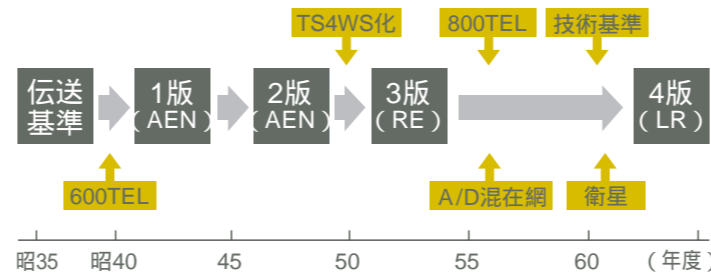 TS4WS化
800TEL
技術基準
伝送
基準
1版
(AEN)
2版
(AEN)
3版
(RE)
4版
(LR)
600TEL
A/D混在網
衛星
昭35
昭40
45
50
55
60
(年度)